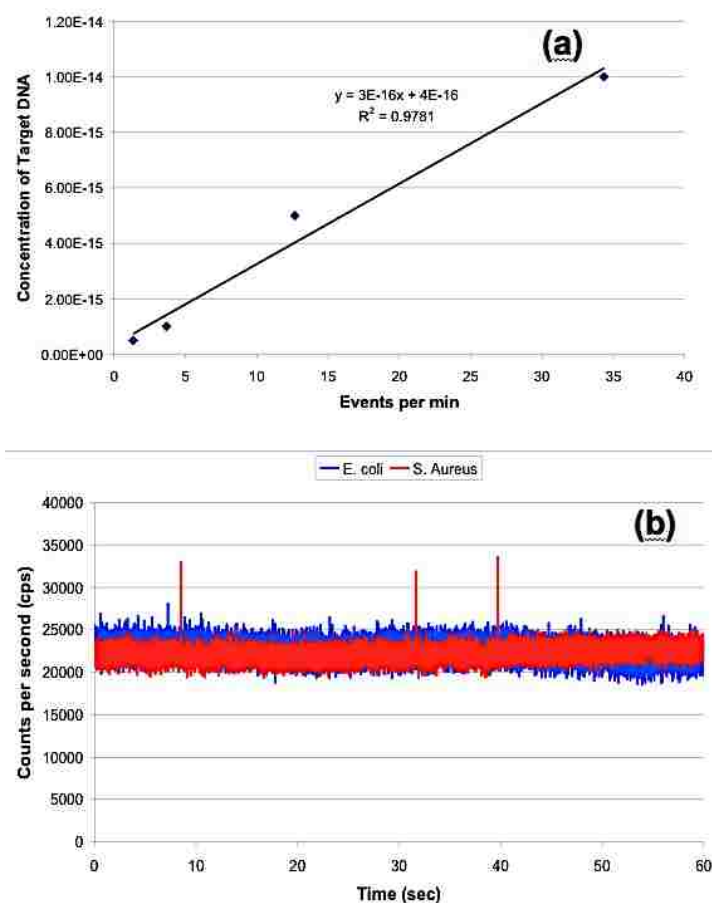 1.20E-14
(a)
1.00E-14
y = 3E-16x + 4E-16
R² = 0.9781
8.00E-15
6.00E-15
4.00E-15
2.00E-15
0.00E+00
Concentration of Target DNA
0 5 10 15 20 25 30 35 40
Events per min
E. coli S. Aureus
40000
(b)
35000
30000
25000
20000
15000
10000
5000
0
Counts per second (cps)
0 10 20 30 40 50 60
Time (sec)